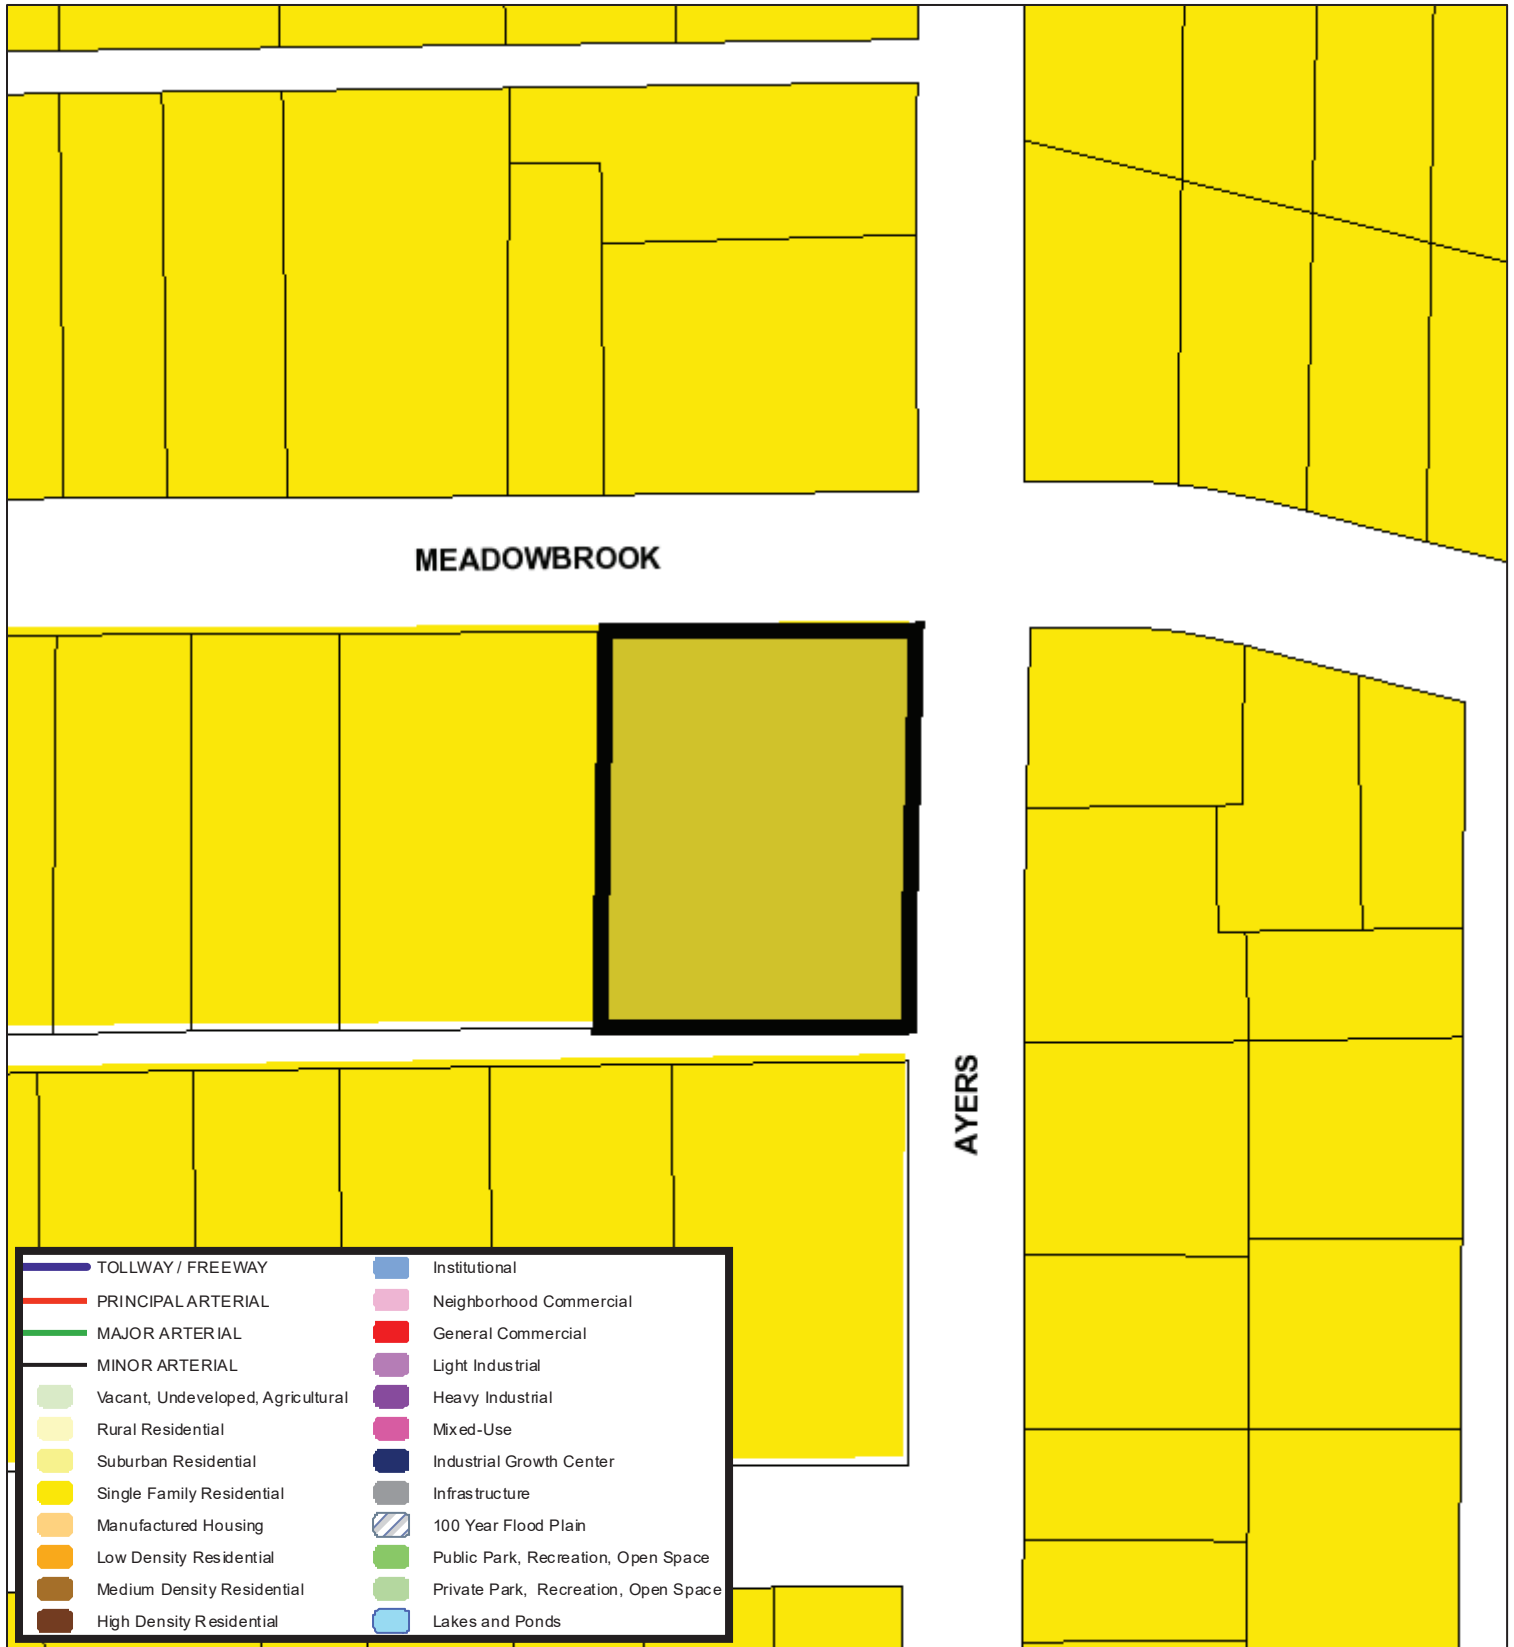 MEADOWBROOK
AYERS
TOLLWAY / FREEWAY
PRINCIPAL ARTERIAL
MAJOR ARTERIAL
MINOR ARTERIAL
Vacant, Undeveloped, Agricultural
Rural Residential
Suburban Residential
Single Family Residential
Manufactured Housing
Low Density Residential
Medium Density Residential
High Density Residential
Institutional
Neighborhood Commercial
General Commercial
Light Industrial
Heavy Industrial
Mixed-Use
Industrial Growth Center
Infrastructure
100 Year Flood Plain
Public Park, Recreation, Open Space
Private Park, Recreation, Open Space
Lakes and Ponds